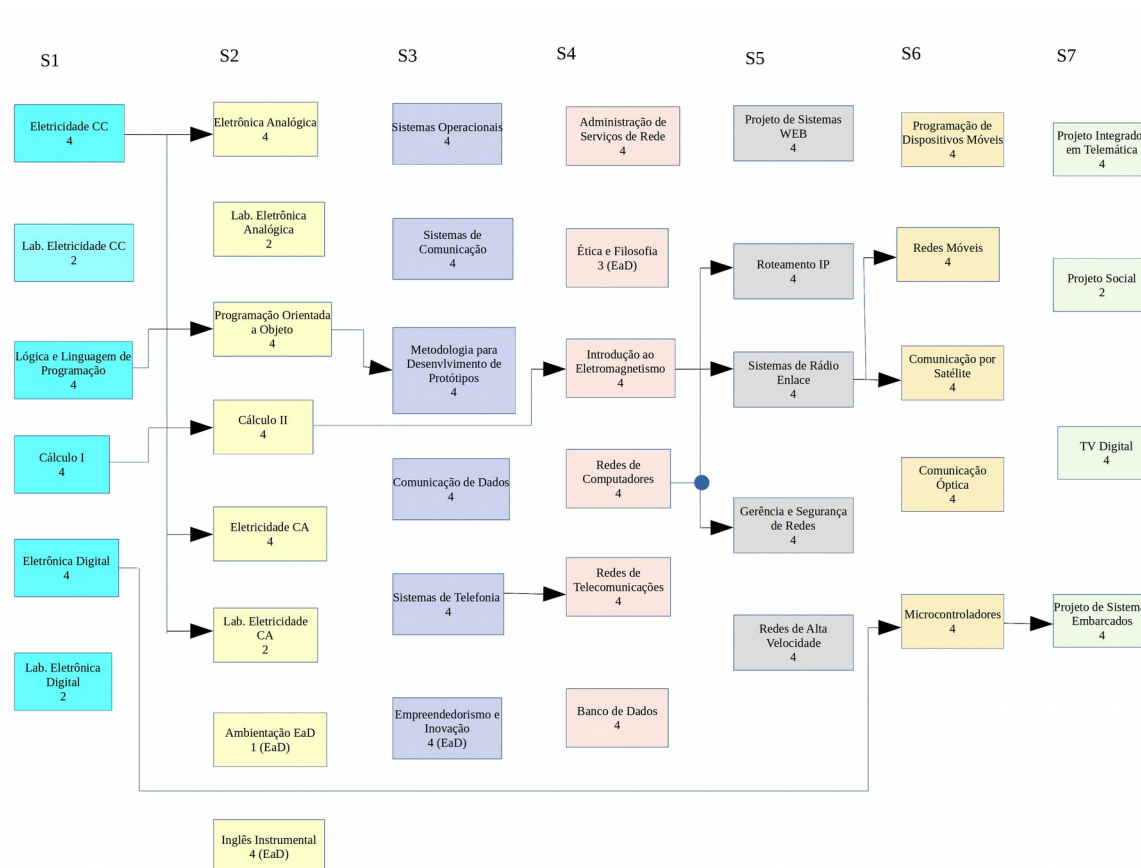 S1
S2
S3
S4
S5
S6
S7
Eletricidade CC
4
Lab. Eletricidade CC
2
Lógica e Linguagem de
Programação
4
Cálculo I
4
Eletrônica Digital
4
Lab. Eletrônica
Digital
2
Eletrônica Analógica
4
Lab. Eletrônica
Analógica
2
Programação Orientada
a Objeto
4
Cálculo II
4
Eletricidade CA
4
Lab. Eletricidade
CA
2
Ambientação EaD
1 (EaD)
Inglês Instrumental
4 (EaD)
Sistemas Operacionais
4
Sistemas de
Comunicação
4
Metodologia para
Desenvlvimento de
Protótipos
4
Comunicação de Dados
4
Sistemas de Telefonia
4
Empreendedorismo e
Inovação
4 (EaD)
Administração de
Serviços de Rede
4
Ética e Filosofia
3 (EaD)
Introdução ao
Eletromagnetismo
4
Redes de
Computadores
4
Redes de
Telecomunicações
4
Banco de Dados
4
Projeto de Sistemas
WEB
4
Roteamento IP
4
Sistemas de Rádio
Enlace
4
Gerência e Segurança
de Redes
4
Redes de Alta
Velocidade
4
Programação de
Dispositivos Móveis
4
Redes Móveis
4
Comunicação por
Satélite
4
Comunicação
Óptica
4
Microcontroladores
4
Projeto Integrado
em Telemática
4
Projeto Social
2
TV Digital
4
Projeto de Sistema
Embarcados
4